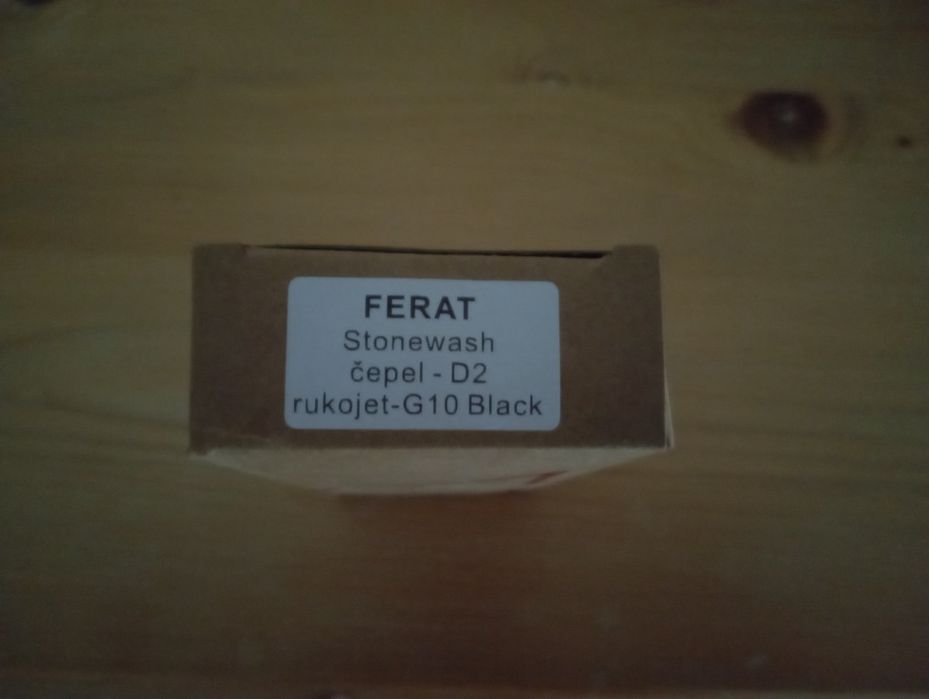 FERAT
Stonewash
čepel - D2
rukojet-G10 Black